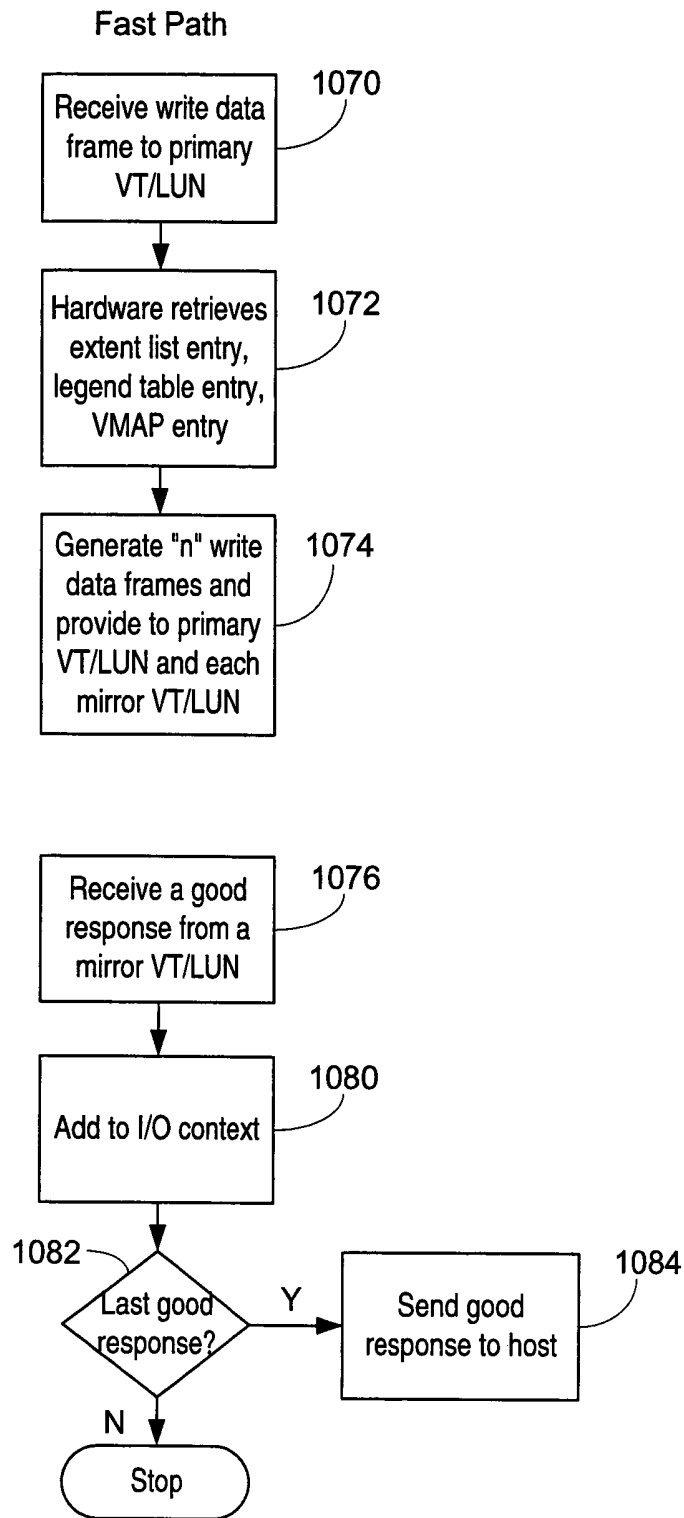 Fast Path
1070
Receive write data
frame to primary
VT/LUN
1072
Hardware retrieves
extent list entry,
legend table entry,
VMAP entry
1074
Generate "n" write
data frames and
provide to primary
VT/LUN and each
mirror VT/LUN
1076
Receive a good
response from a
mirror VT/LUN
1080
Add to I/O context
1082
Last good
response?
Y
1084
Send good
response to host
N
Stop